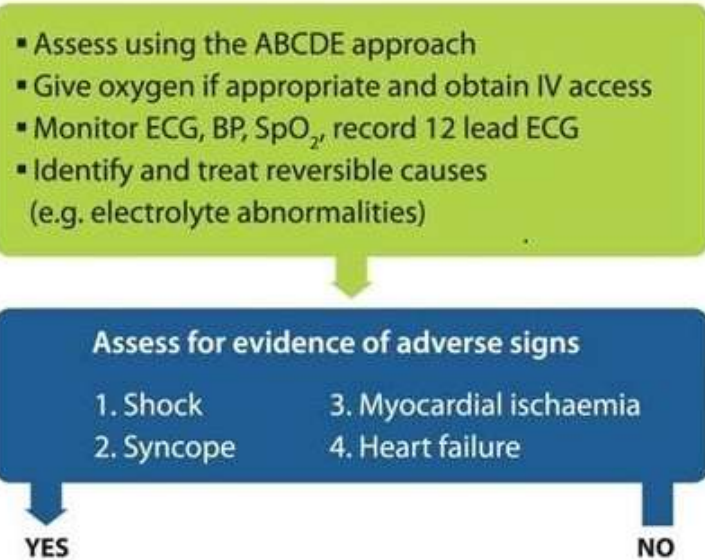 ▪ Assess using the ABCDE approach
▪ Give oxygen if appropriate and obtain IV access
▪ Monitor ECG, BP, SpO₂, record 12 lead ECG
▪ Identify and treat reversible causes
(e.g. electrolyte abnormalities)
Assess for evidence of adverse signs
1. Shock
2. Syncope
3. Myocardial ischaemia
4. Heart failure
YES
NO